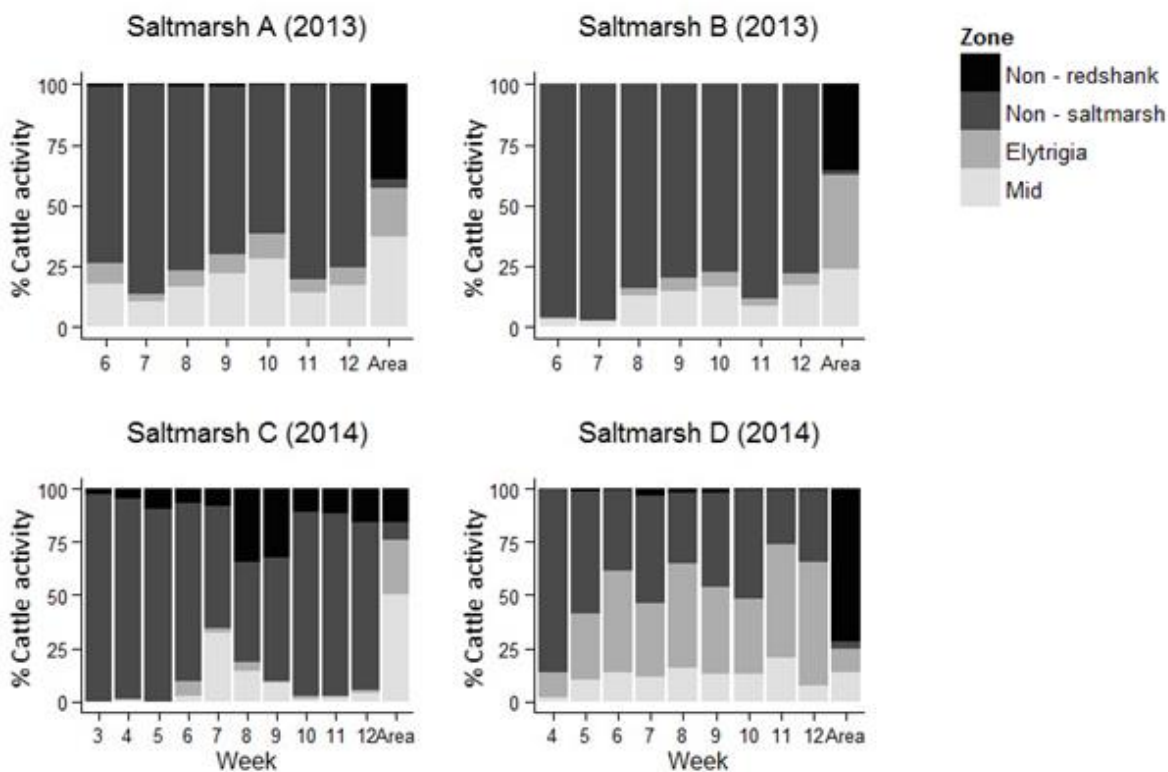 Saltmarsh A (2013)
Saltmarsh B (2013)
Zone
Non - redshank
Non - saltmarsh
Elytrigia
Mid
% Cattle activity
100
75
50
25
0
6 7 8 9 10 11 12 Area
% Cattle activity
100
75
50
25
0
6 7 8 9 10 11 12 Area
Saltmarsh C (2014)
Saltmarsh D (2014)
% Cattle activity
100
75
50
25
0
3 4 5 6 7 8 9 10 11 12 Area
Week
% Cattle activity
100
75
50
25
0
4 5 6 7 8 9 10 11 12 Area
Week